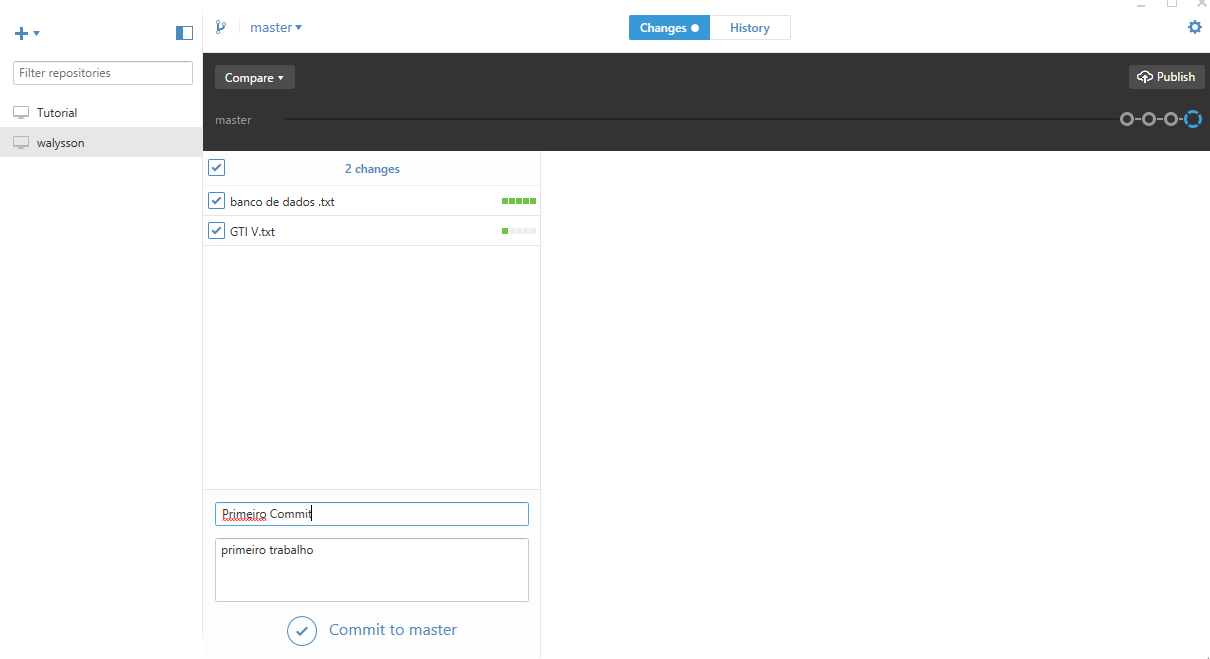 master
Changes
History
Filter repositories
Compare
Publish
Tutorial
master
walysson
2 changes
banco de dados .txt
GTI V.txt
Primeiro Commit
primeiro trabalho
Commit to master